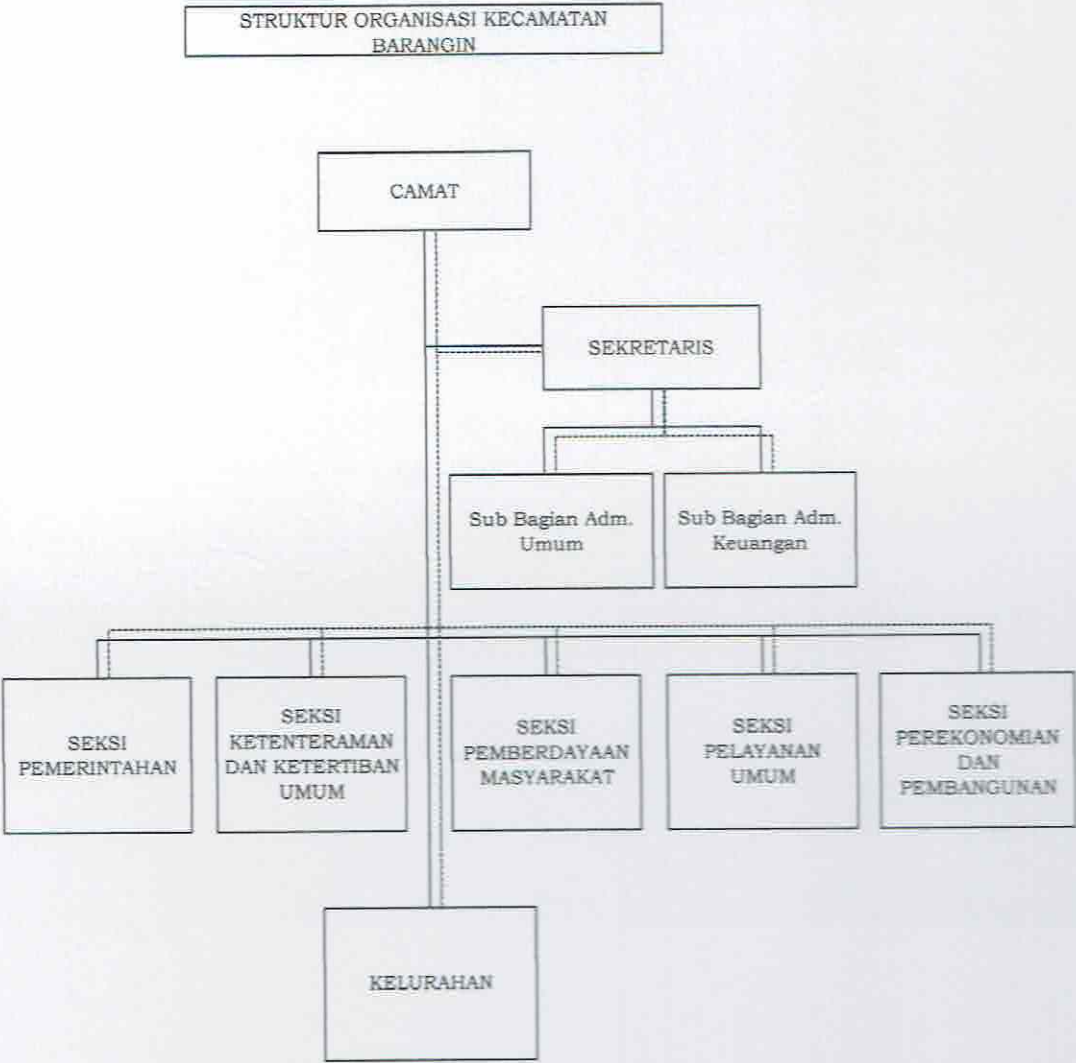 STRUKTUR ORGANISASI KECAMATAN
BARANGIN
CAMAT
SEKRETARIS
Sub Bagian Adm.
Umum
Sub Bagian Adm.
Keuangan
SEKSI
PEMERINTAHAN
SEKSI
KETENTERAMAN
DAN KETERTIBAN
UMUM
SEKSI
PEMBERDAYAAN
MASYARAKAT
SEKSI
PELAYANAN
UMUM
SEKSI
PEREKONOMIAN
DAN
PEMBANGUNAN
KELURAHAN